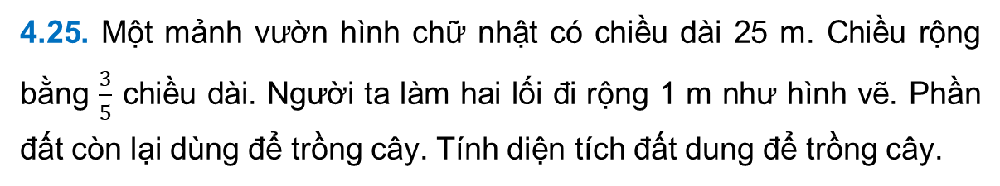 4.25. Một mảnh vườn hình chữ nhật có chiều dài 25 m. Chiều rộng
bằng 3/5 chiều dài. Người ta làm hai lối đi rộng 1 m như hình vẽ. Phần
đất còn lại dùng để trồng cây. Tính diện tích đất dung để trồng cây.